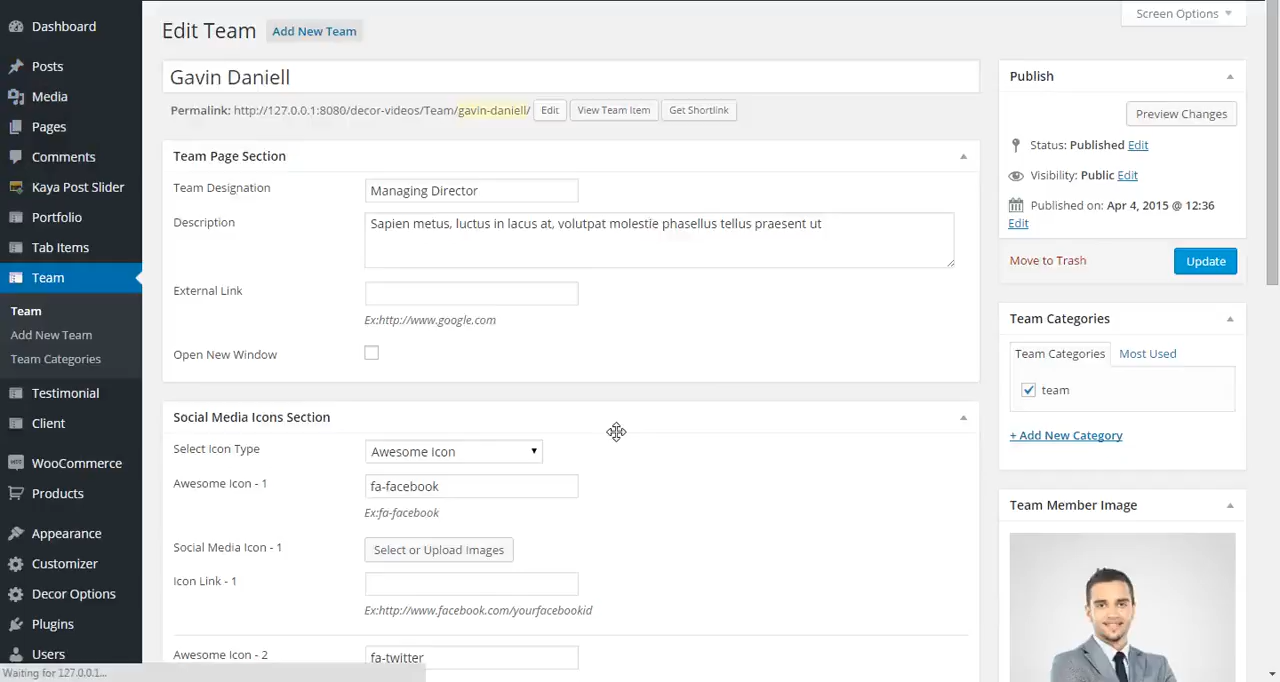 Dashboard
Posts
Media
Pages
Comments
Kaya Post Slider
Portfolio
Tab Items
Team
Team
Add New Team
Team Categories
Testimonial
Client
WooCommerce
Products
Appearance
Customizer
Decor Options
Plugins
Users
Waiting for 127.0.0.1...
Screen Options
Edit Team Add New Team
Gavin Daniell
Permalink: http://127.0.0.1:8080/decor-videos/Team/gavin-daniell/ Edit View Team Item Get Shortlink
Team Page Section
Team Designation Managing Director
Description Sapien metus, luctus in lacus at, volutpat molestie phasellus tellus praesent ut
External Link
Ex:http://www.google.com
Open New Window
Social Media Icons Section
Select Icon Type Awesome Icon
Awesome Icon - 1 fa-facebook
Ex:fa-facebook
Social Media Icon - 1 Select or Upload Images
Icon Link - 1
Ex:http://www.facebook.com/yourfacebookid
Awesome Icon - 2 fa-twitter
Publish
Preview Changes
Status: Published Edit
Visibility: Public Edit
Published on: Apr 4, 2015 @ 12:36
Edit
Move to Trash Update
Team Categories
Team Categories Most Used
team
+ Add New Category
Team Member Image